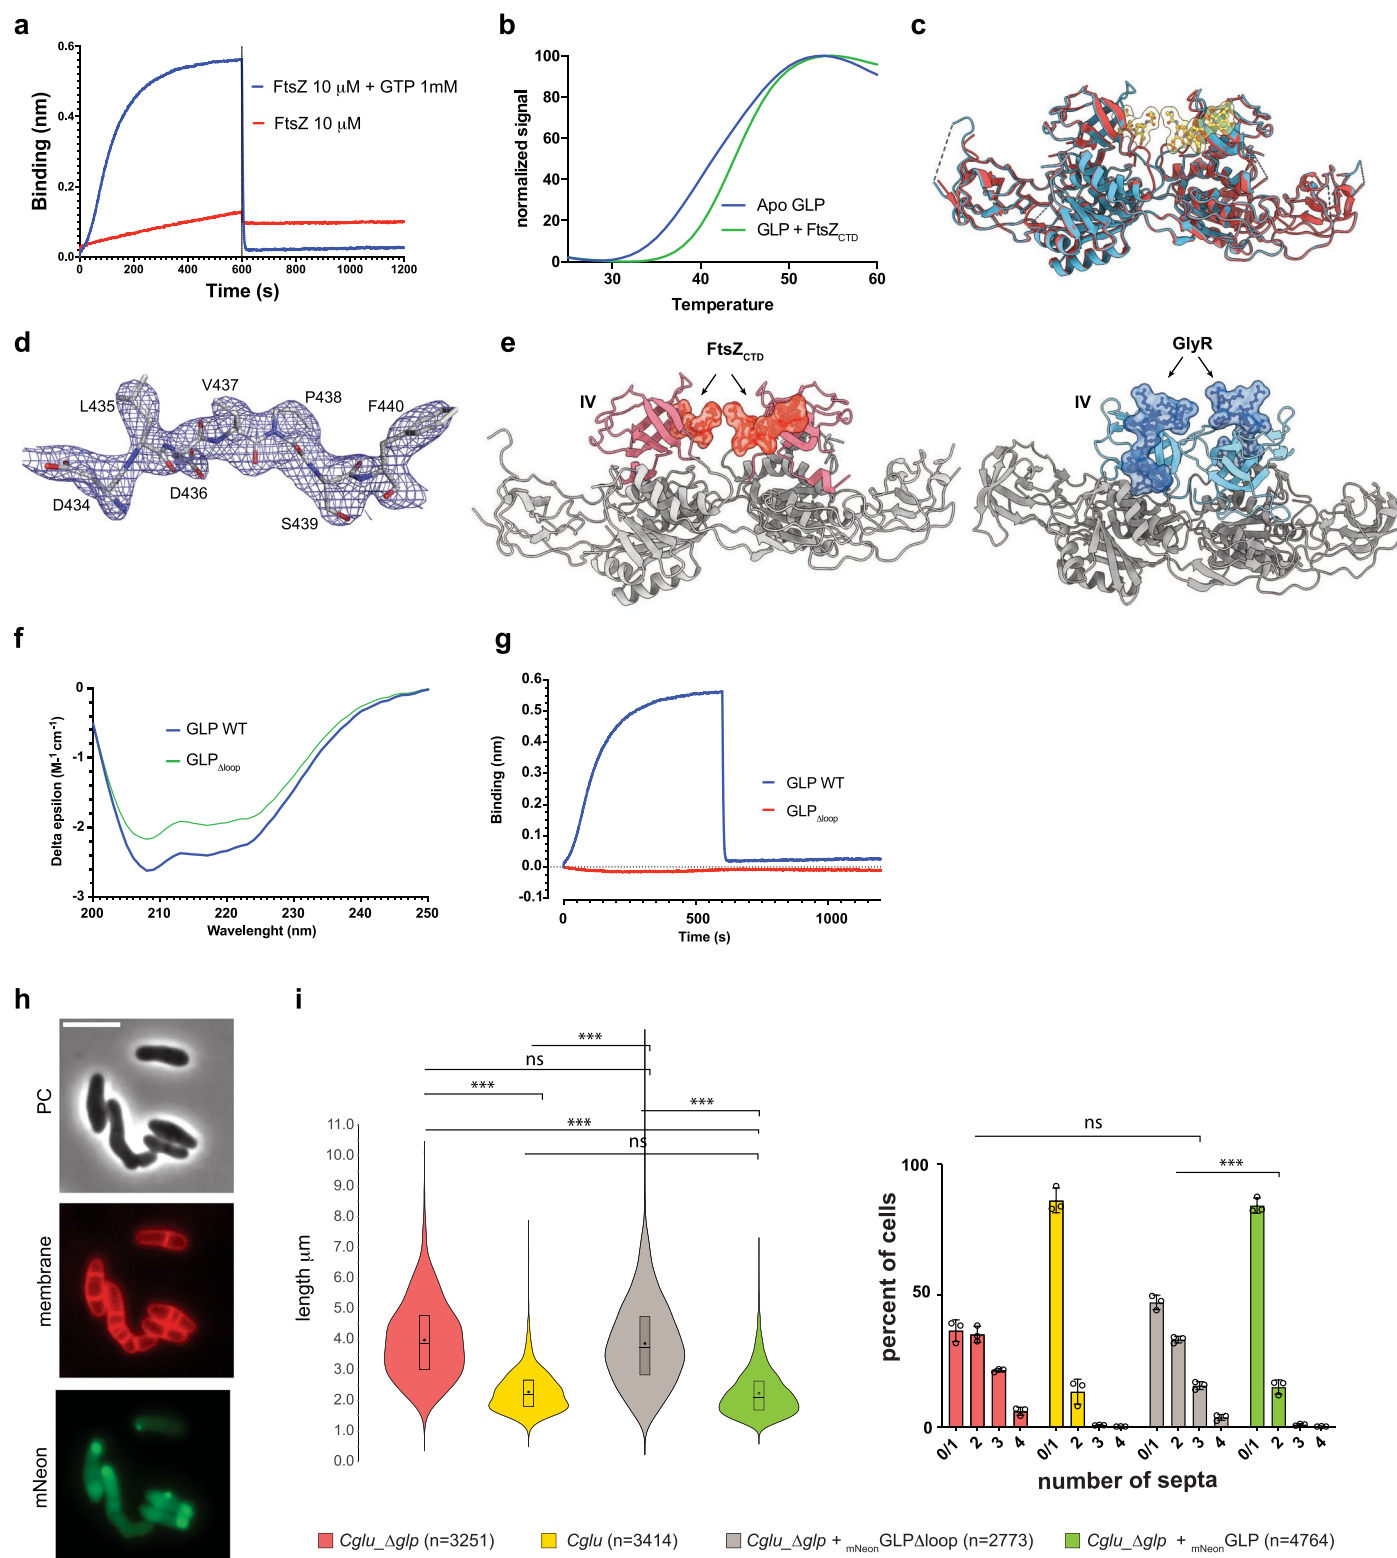 a
0.6
0.4
0.2
0.0
Binding (nm)
0 200 400 600 800 1000 1200
Time (s)
FtsZ 10 μM + GTP 1mM
FtsZ 10 μM
b
100
80
60
40
20
0
normalized signal
30 40 50 60
Temperature
Apo GLP
GLP + FtsZCTD
c
d
L435
V437
P438
F440
D434
D436
S439
e
FtsZCTD
IV
GlyR
IV
f
0
-1
-2
-3
Delta epsilon (M-1 cm-1)
200 210 220 230 240 250
Wavelenght (nm)
GLP WT
GLPΔloop
g
0.6
0.5
0.4
0.3
0.2
0.1
0.0
-0.1
Binding (nm)
0 500 1000
Time (s)
GLP WT
GLPΔloop
h
PC
membrane
mNeon
i
***
ns
***
***
***
ns
11.0
10.0
9.0
8.0
7.0
6.0
5.0
4.0
3.0
2.0
1.0
0.0
length μm
ns
***
100
50
0
percent of cells
0/1 2 3 4 0/1 2 3 4 0/1 2 3 4 0/1 2 3 4
number of septa
Cglu_Δglp (n=3251)
Cglu (n=3414)
Cglu_Δglp + mNeonGLPΔloop (n=2773)
Cglu_Δglp + mNeonGLP (n=4764)